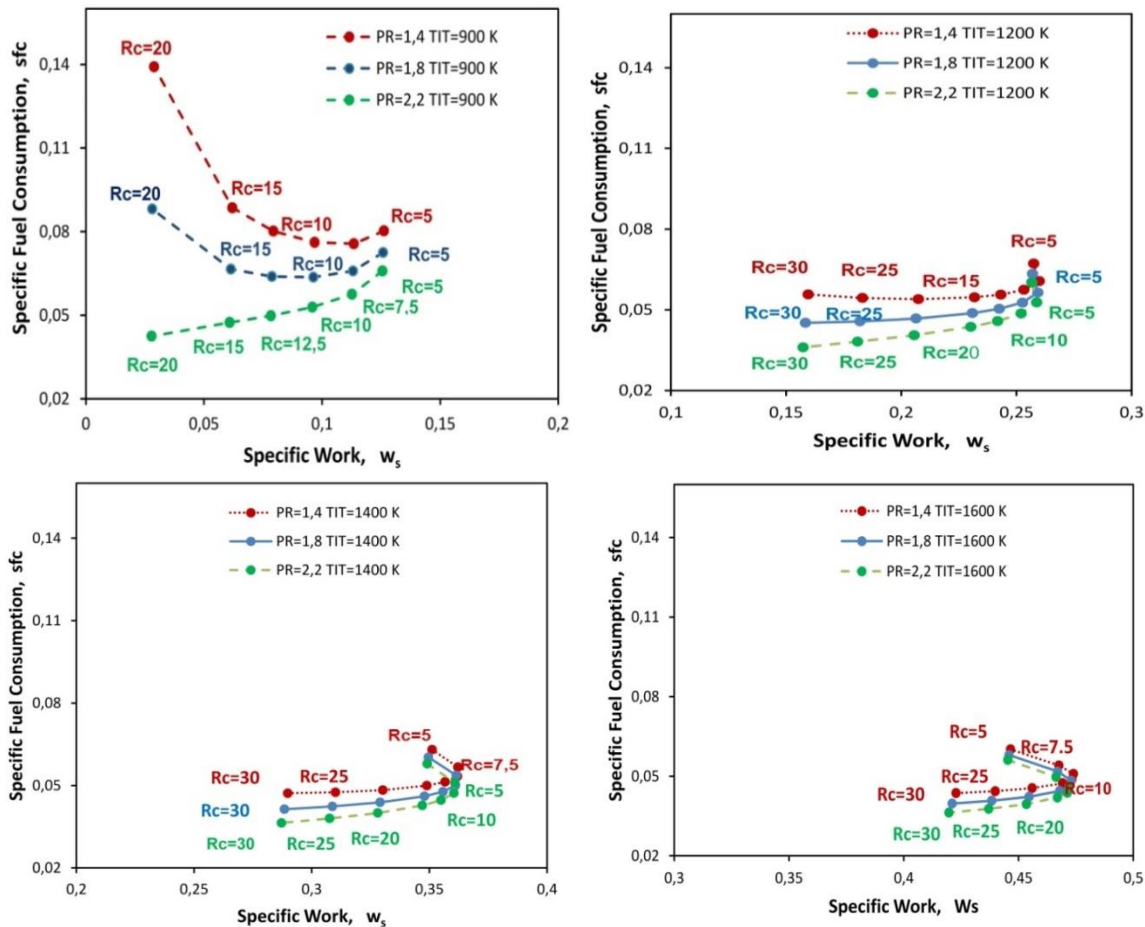 Specific Fuel Consumption, sfc
0,14
0,11
0,08
0,05
0,02
Rc=20
PR=1,4 TIT=900 K
PR=1,8 TIT=900 K
PR=2,2 TIT=900 K
Rc=20
Rc=15
Rc=10
Rc=5
Rc=15
Rc=10
Rc=5
Rc=5
Rc=7,5
Rc=10
Rc=12,5
Rc=15
Rc=20
0 0,05 0,1 0,15 0,2
Specific Work, ws
Specific Fuel Consumption, sfc
0,14
0,11
0,08
0,05
0,02
PR=1,4 TIT=1200 K
PR=1,8 TIT=1200 K
PR=2,2 TIT=1200 K
Rc=5
Rc=30
Rc=25
Rc=15
Rc=5
Rc=30
Rc=25
Rc=5
Rc=10
Rc=20
Rc=25
Rc=30
0,1 0,15 0,2 0,25 0,3
Specific Work, ws
Specific Fuel Consumption, sfc
0,14
0,11
0,08
0,05
0,02
PR=1,4 TIT=1400 K
PR=1,8 TIT=1400 K
PR=2,2 TIT=1400 K
Rc=5
Rc=7,5
Rc=30
Rc=25
Rc=5
Rc=30
Rc=10
Rc=20
Rc=25
Rc=30
0,2 0,25 0,3 0,35 0,4
Specific Work, ws
Specific Fuel Consumption, sfc
0,14
0,11
0,08
0,05
0,02
PR=1,4 TIT=1600 K
PR=1,8 TIT=1600 K
PR=2,2 TIT=1600 K
Rc=5
Rc=7.5
Rc=25
Rc=30
Rc=10
Rc=20
Rc=25
Rc=30
0,3 0,35 0,4 0,45 0,5
Specific Work, Ws